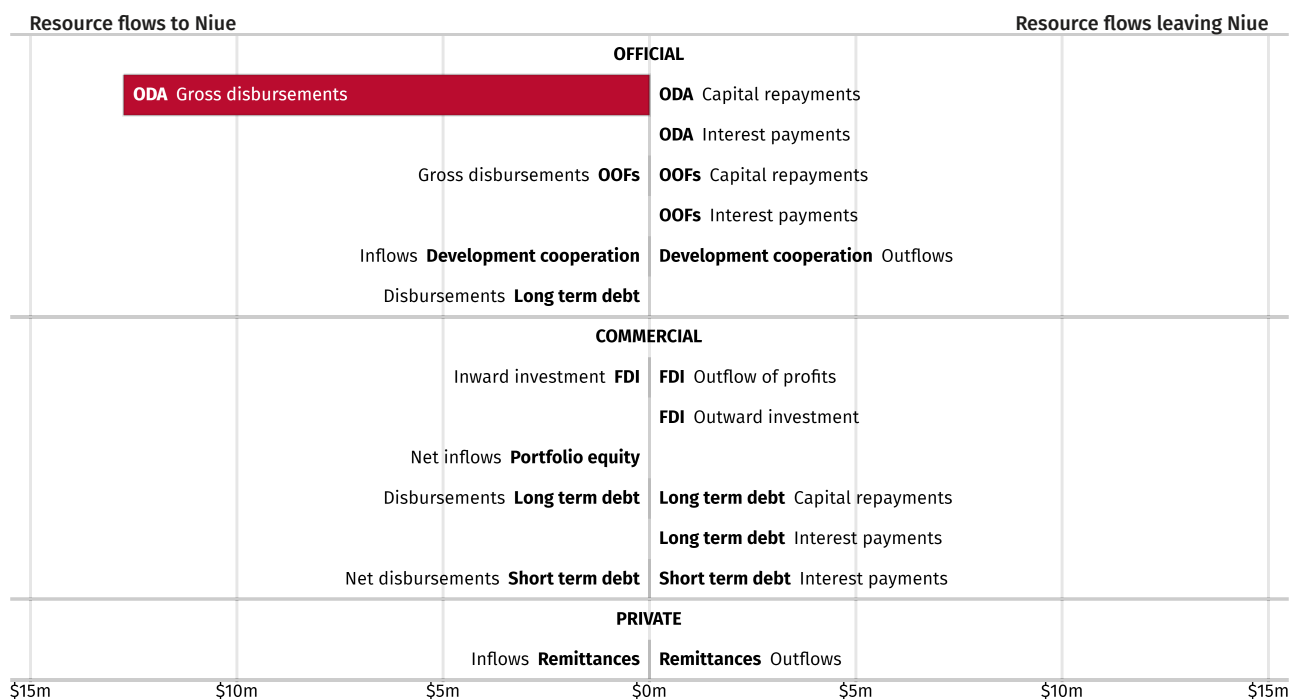 Resource flows to Niue Resource flows leaving Niue
OFFICIAL
ODA Gross disbursements ODA Capital repayments
ODA Interest payments
Gross disbursements OOFs OOFs Capital repayments
OOFs Interest payments
Inflows Development cooperation Development cooperation Outflows
Disbursements Long term debt
COMMERCIAL
Inward investment FDI FDI Outflow of profits
FDI Outward investment
Net inflows Portfolio equity
Disbursements Long term debt Long term debt Capital repayments
Long term debt Interest payments
Net disbursements Short term debt Short term debt Interest payments
PRIVATE
Inflows Remittances Remittances Outflows
$15m $10m $5m $0m $5m $10m $15m